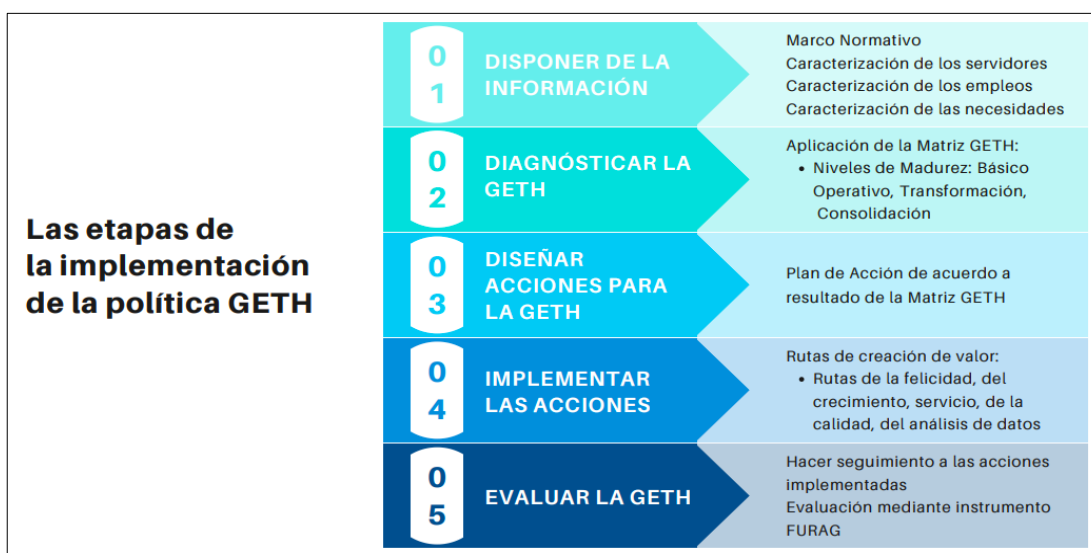 Las etapas de
la implementación
de la política GETH
0
1
DISPONER DE LA
INFORMACIÓN
Marco Normativo
Caracterización de los servidores
Caracterización de los empleos
Caracterización de las necesidades
0
2
DIAGNÓSTICAR LA
GETH
Aplicación de la Matriz GETH:
• Niveles de Madurez: Básico
Operativo, Transformación,
Consolidación
0
3
DISEÑAR
ACCIONES PARA
LA GETH
Plan de Acción de acuerdo a
resultado de la Matriz GETH
0
4
IMPLEMENTAR
LAS ACCIONES
Rutas de creación de valor:
• Rutas de la felicidad, del
crecimiento, servicio, de la
calidad, del análisis de datos
0
5
EVALUAR LA GETH
Hacer seguimiento a las acciones
implementadas
Evaluación mediante instrumento
FURAG